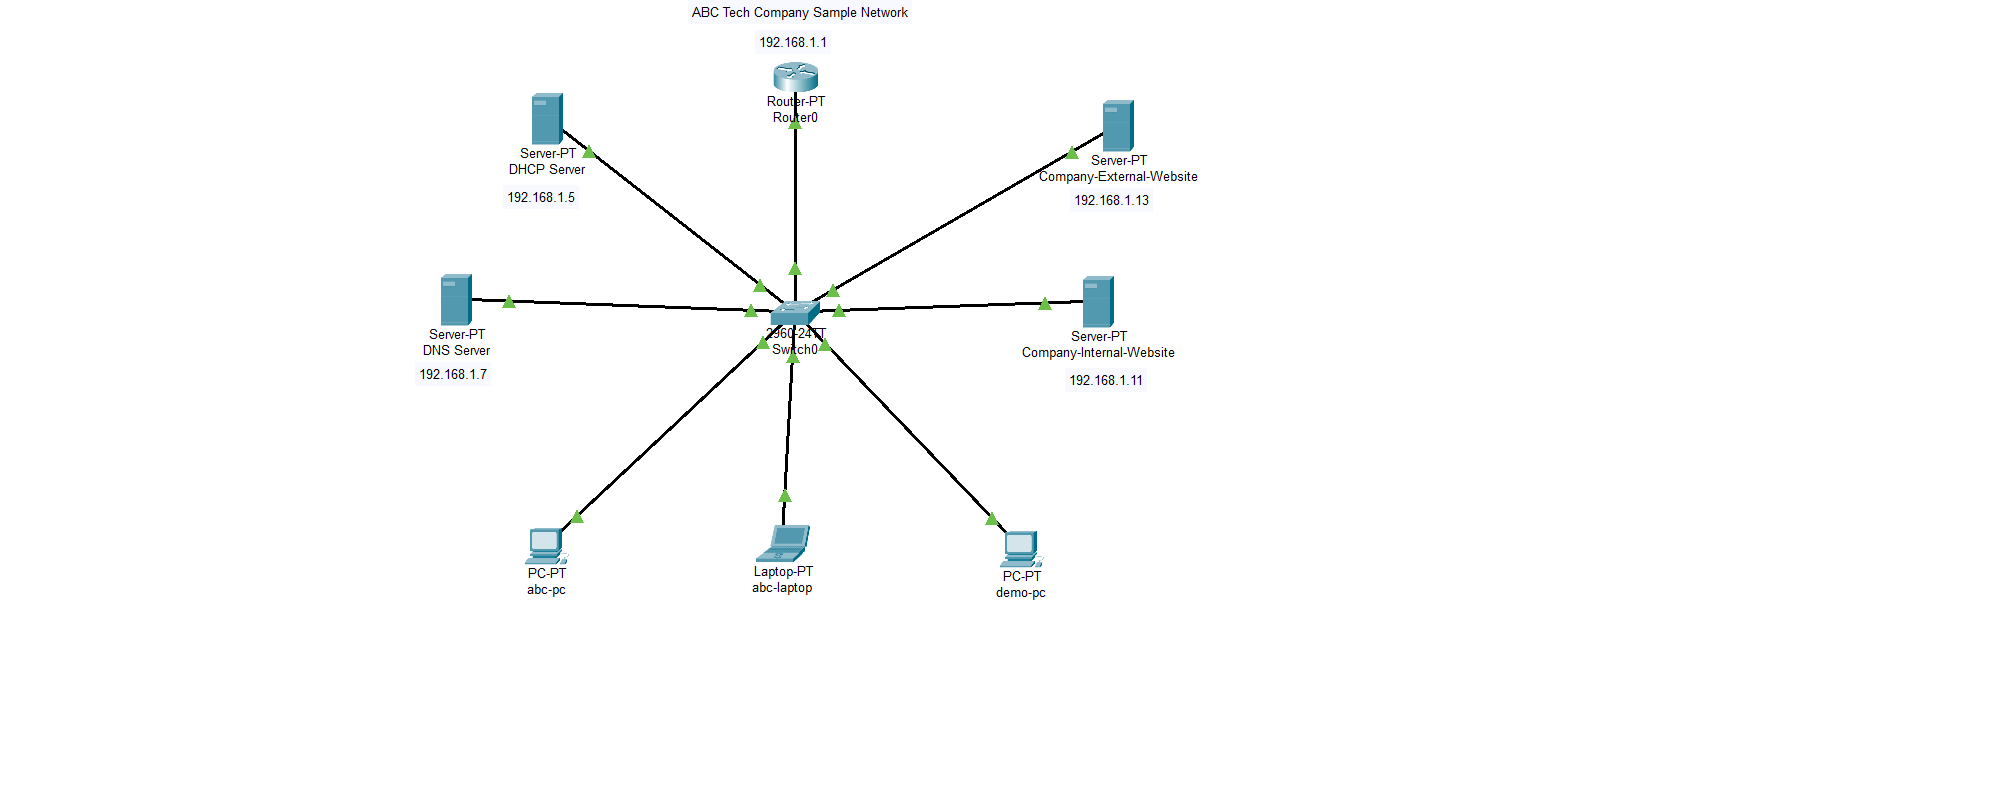 ABC Tech Company Sample Network
192.168.1.1
Router-PT
Router0
Server-PT
DHCP Server
192.168.1.5
Server-PT
Company-External-Website
192.168.1.13
Server-PT
DNS Server
192.168.1.7
2960-24TT
Switch0
Server-PT
Company-Internal-Website
192.168.1.11
PC-PT
abc-pc
Laptop-PT
abc-laptop
PC-PT
demo-pc